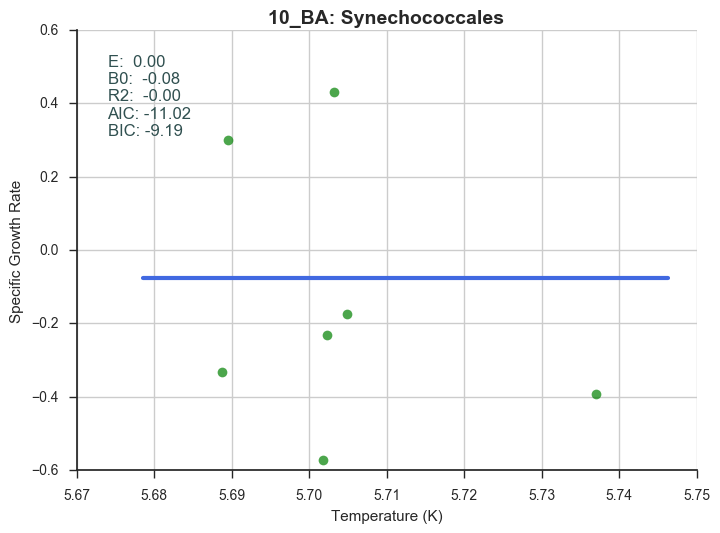 10_BA: Synechococcales
E:  0.00
B0:  -0.08
R2:  -0.00
AIC: -11.02
BIC: -9.19
0.6
0.4
0.2
0.0
−0.2
−0.4
−0.6
Specific Growth Rate
5.67 5.68 5.69 5.70 5.71 5.72 5.73 5.74 5.75
Temperature (K)